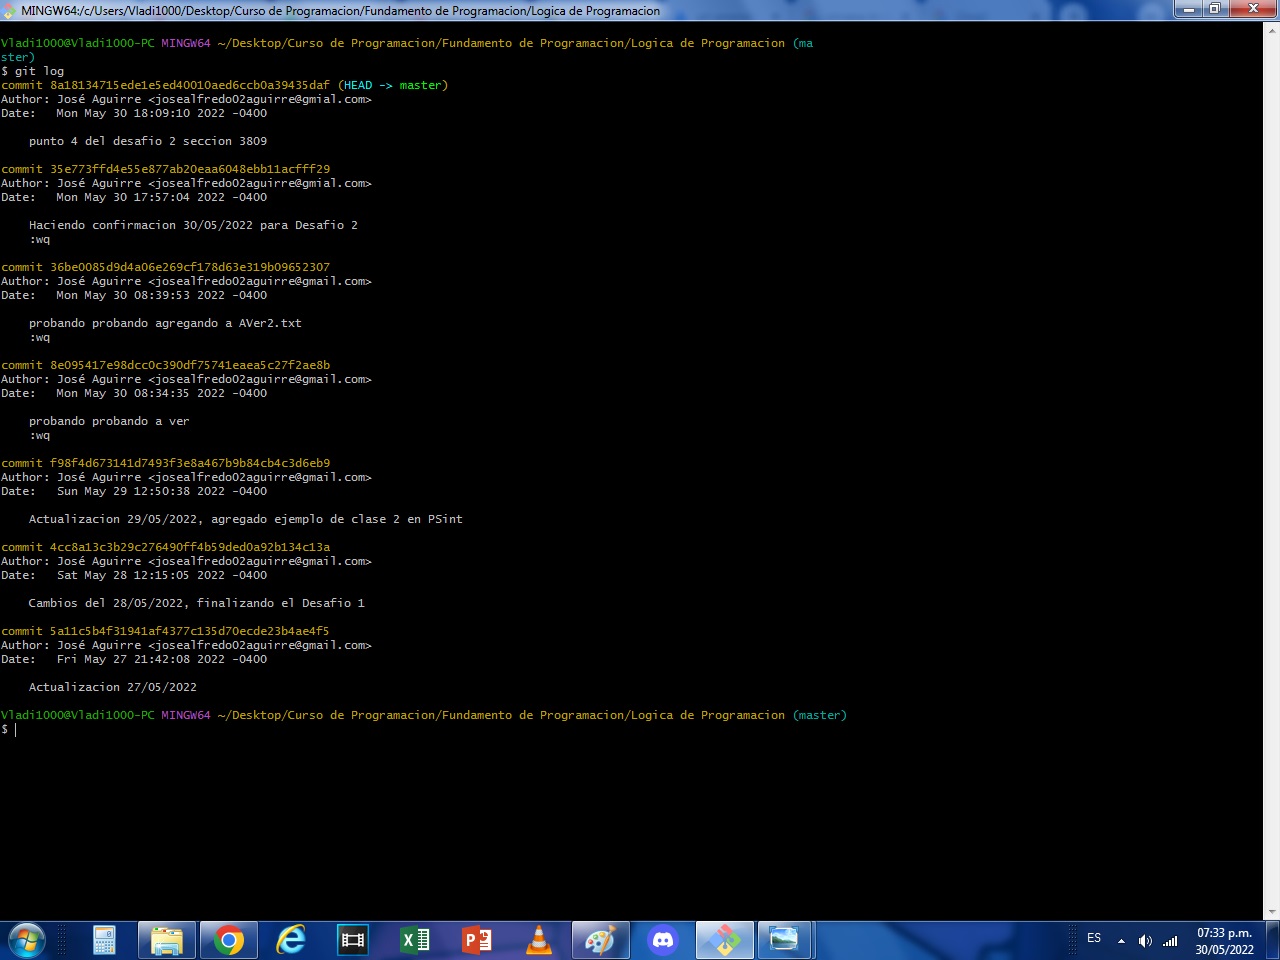 MINGW64:/c/Users/Vladi1000/Desktop/Curso de Programacion/Fundamento de Programacion/Logica de Programacion
Vladi1000@Vladi1000-PC MINGW64 ~/Desktop/Curso de Programacion/Fundamento de Programacion/Logica de Programacion (ma
ster)
$ git log
commit 8a18134715ede1e5ed40010aed6ccb0a39435daf (HEAD -> master)
Author: José Aguirre <josealfredo02aguirre@gmial.com>
Date:   Mon May 30 18:09:10 2022 -0400
punto 4 del desafio 2 seccion 3809
commit 35e773ffd4e55e877ab20eaa6048ebb11acfff29
Author: José Aguirre <josealfredo02aguirre@gmial.com>
Date:   Mon May 30 17:57:04 2022 -0400
Haciendo confirmacion 30/05/2022 para Desafio 2
:wq
commit 36be0085d9d4a06e269cf178d63e319b09652307
Author: José Aguirre <josealfredo02aguirre@gmail.com>
Date:   Mon May 30 08:39:53 2022 -0400
probando probando agregando a AVer2.txt
:wq
commit 8e095417e98dcc0c390df75741eaea5c27f2ae8b
Author: José Aguirre <josealfredo02aguirre@gmail.com>
Date:   Mon May 30 08:34:35 2022 -0400
probando probando a ver
:wq
commit f98f4d673141d7493f3e8a467b9b84cb4c3d6eb9
Author: José Aguirre <josealfredo02aguirre@gmail.com>
Date:   Sun May 29 12:50:38 2022 -0400
Actualizacion 29/05/2022, agregado ejemplo de clase 2 en PSint
commit 4cc8a13c3b29c276490ff4b59ded0a92b134c13a
Author: José Aguirre <josealfredo02aguirre@gmail.com>
Date:   Sat May 28 12:15:05 2022 -0400
Cambios del 28/05/2022, finalizando el Desafio 1
commit 5a11c5b4f31941af4377c135d70ecde23b4ae4f5
Author: José Aguirre <josealfredo02aguirre@gmail.com>
Date:   Fri May 27 21:42:08 2022 -0400
Actualizacion 27/05/2022
Vladi1000@Vladi1000-PC MINGW64 ~/Desktop/Curso de Programacion/Fundamento de Programacion/Logica de Programacion (master)
$
ES
07:33 p.m.
30/05/2022